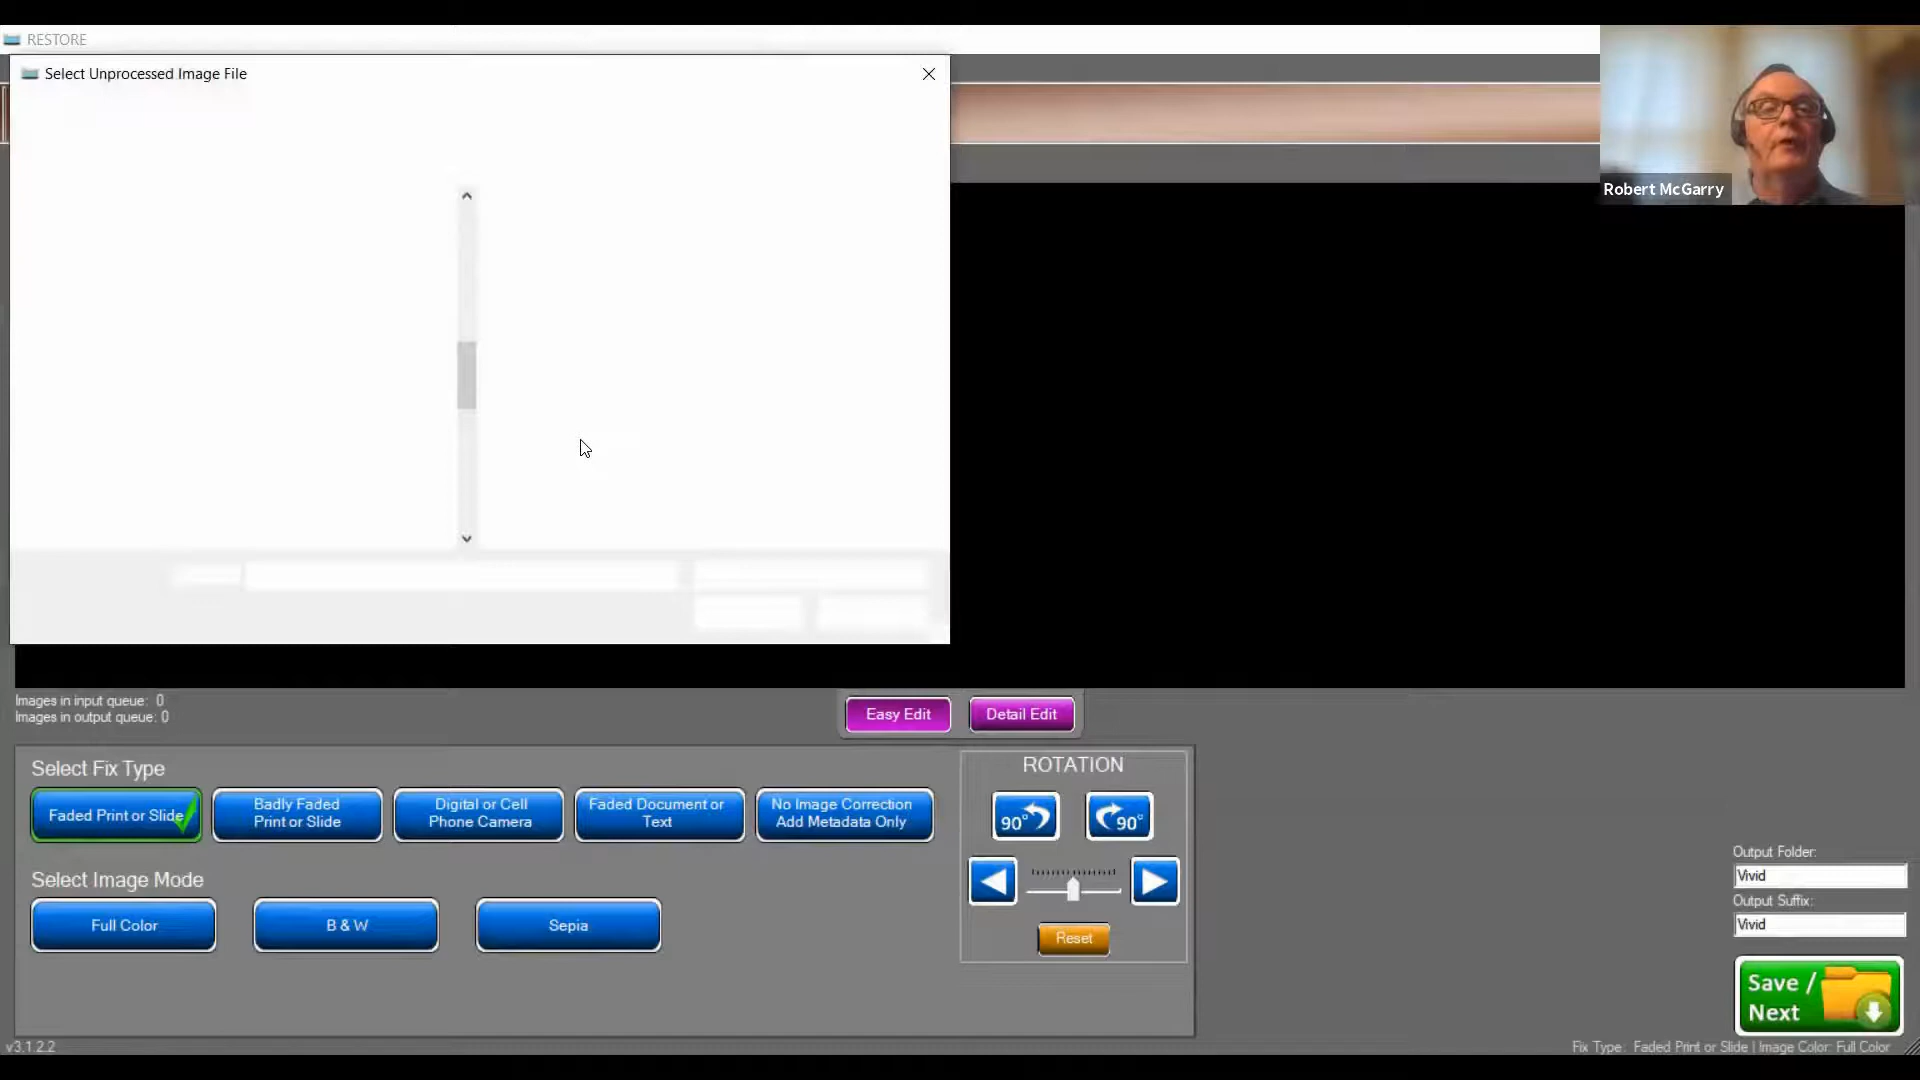 RESTORE
Select Unprocessed Image File
Robert McGarry
Images in input queue: 0
Images in output queue: 0
Easy Edit
Detail Edit
Select Fix Type
Faded Print or Slide
Badly Faded
Print or Slide
Digital or Cell
Phone Camera
Faded Document or
Text
No Image Correction
Add Metadata Only
ROTATION
90°
90°
Reset
Select Image Mode
Full Color
B & W
Sepia
Output Folder:
Vivid
Output Suffix:
Vivid
Save /
Next
v3.1.2.2
Fix Type: Faded Print or Slide | Image Color: Full Color